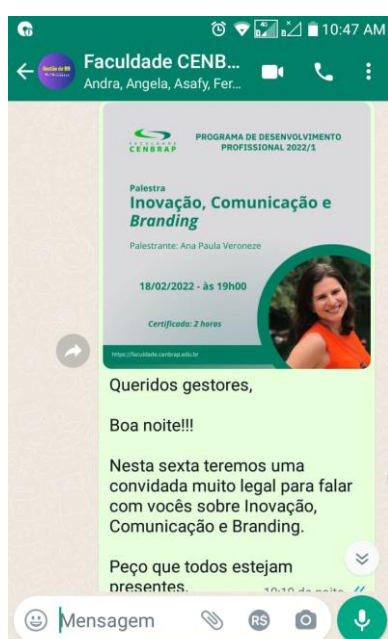 10:47 AM
Faculdade CENB...
Andra, Angela, Asafy, Fer...
FACULDADE
CENBRAP
PROGRAMA DE DESENVOLVIMENTO
PROFISSIONAL 2022/1
Palestra
Inovação, Comunicação e
Branding
Palestrante: Ana Paula Veroneze
18/02/2022 - às 19h00
Certificado: 2 horas
https://faculdade.cenbrap.edu.br
Queridos gestores,
Boa noite!!!
Nesta sexta teremos uma
convidada muito legal para falar
com vocês sobre Inovação,
Comunicação e Branding.
Peço que todos estejam
presentes.
Mensagem
RS